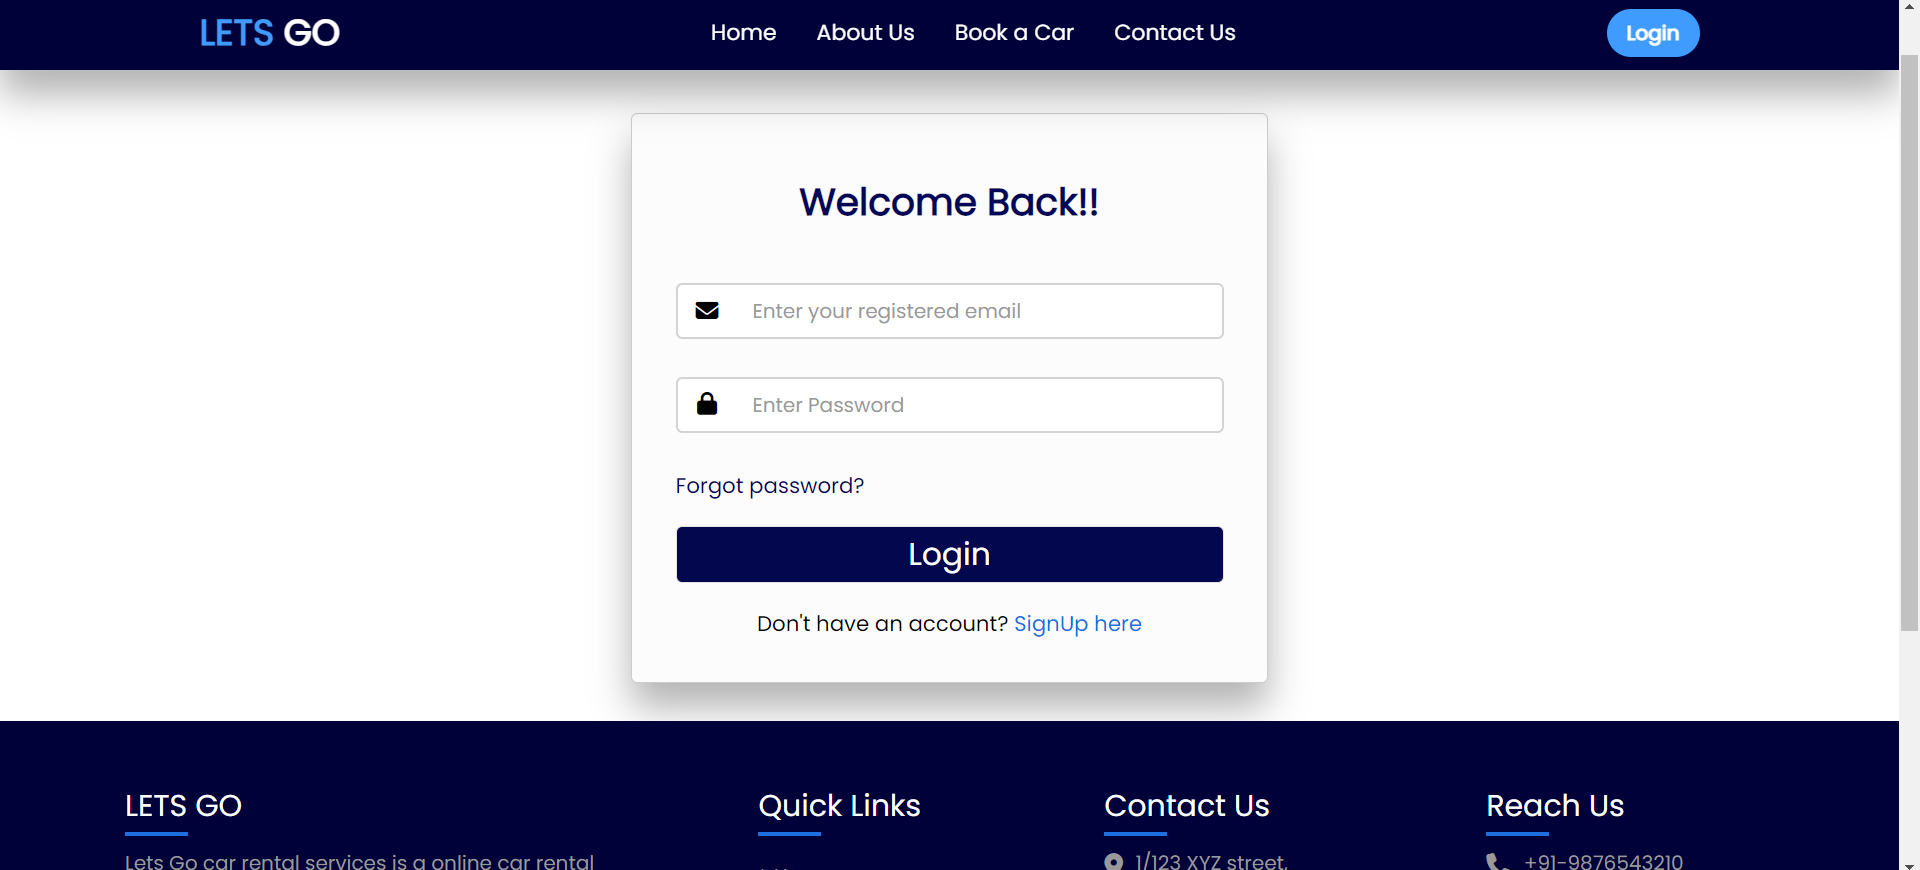 LETS GO
Home
About Us
Book a Car
Contact Us
Login
Welcome Back!!
Enter your registered email
Enter Password
Forgot password?
Login
Don't have an account? SignUp here
LETS GO
Lets Go car rental services is a online car rental
Quick Links
Contact Us
1/123 XYZ street,
Reach Us
+91-9876543210